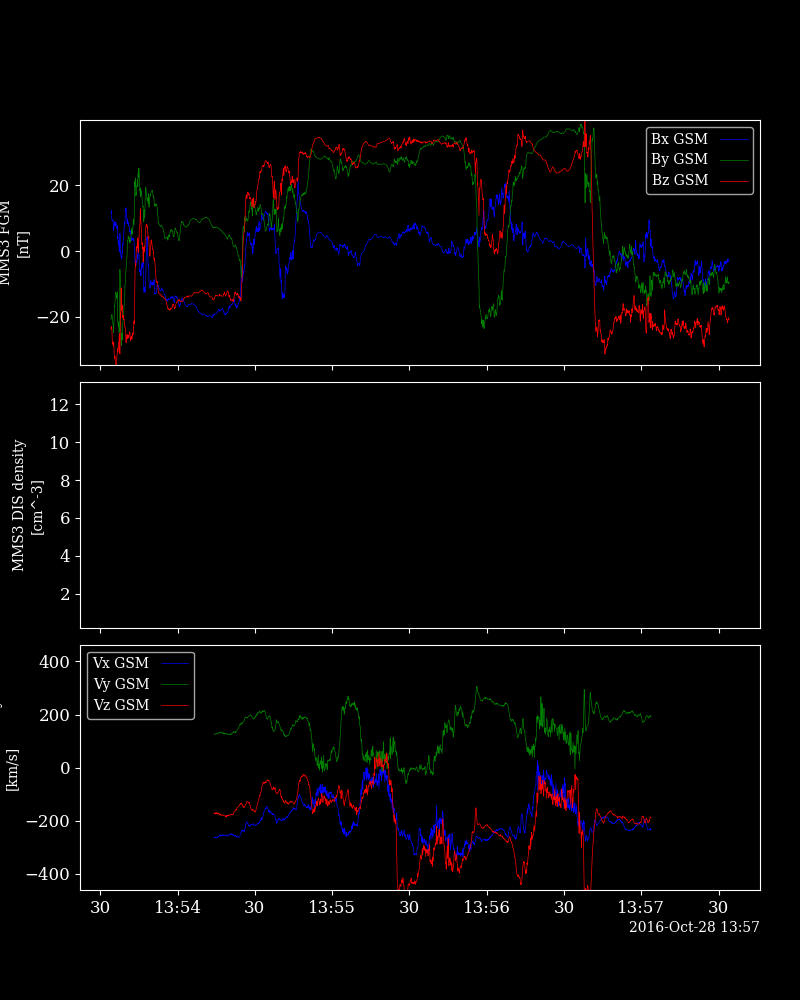 MMS3 FGM
[nT]
20
0
−20
Bx GSM
By GSM
Bz GSM
MMS3 DIS density
[cm^-3]
12
10
8
6
4
2
[km/s]
400
200
0
−200
−400
Vx GSM
Vy GSM
Vz GSM
30 13:54 30 13:55 30 13:56 30 13:57 30
2016-Oct-28 13:57